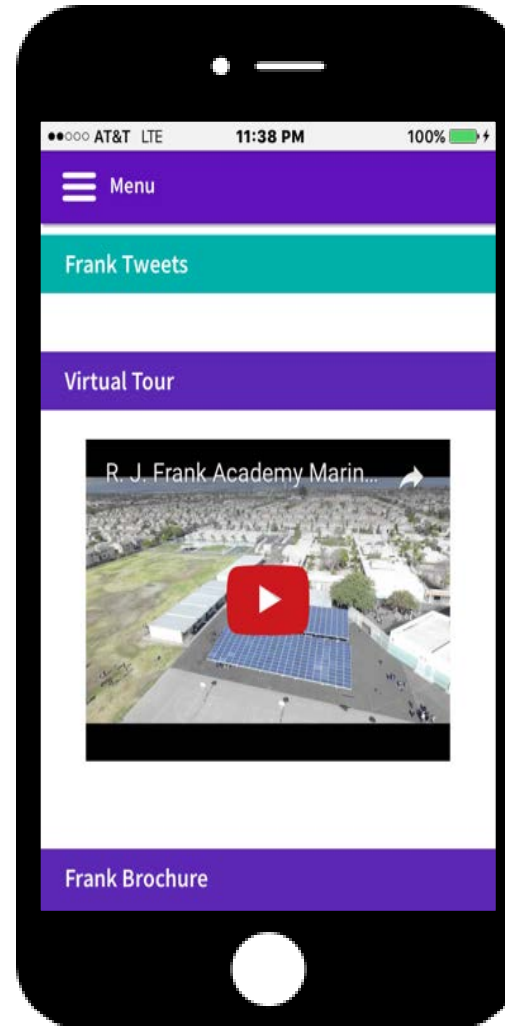 AT&T LTE 11:38 PM 100%
Menu
Frank Tweets
Virtual Tour
R. J. Frank Academy Marin...
Frank Brochure